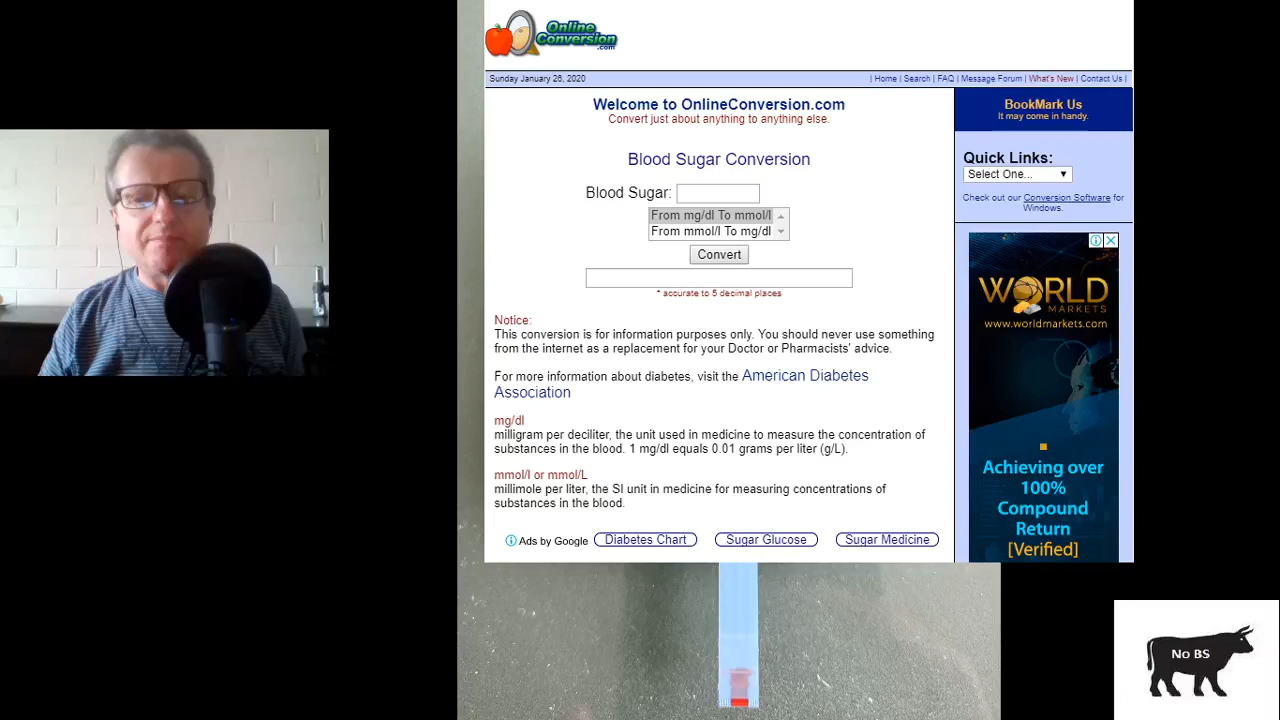 Online
Conversion
.com
Sunday January 26, 2020
| Home | Search | FAQ | Message Forum | What's New | Contact Us |
Welcome to OnlineConversion.com
Convert just about anything to anything else.
BookMark Us
It may come in handy.
Blood Sugar Conversion
Blood Sugar:
From mg/dl To mmol/l
From mmol/l To mg/dl
Convert
* accurate to 5 decimal places
Quick Links:
Select One...
Check out our Conversion Software for
Windows.
Notice:
This conversion is for information purposes only. You should never use something
from the internet as a replacement for your Doctor or Pharmacists' advice.
For more information about diabetes, visit the American Diabetes
Association
mg/dl
milligram per deciliter, the unit used in medicine to measure the concentration of
substances in the blood. 1 mg/dl equals 0.01 grams per liter (g/L).
mmol/l or mmol/L
millimole per liter, the SI unit in medicine for measuring concentrations of
substances in the blood.
Ads by Google
Diabetes Chart
Sugar Glucose
Sugar Medicine
WORLD
MARKETS
www.worldmarkets.com
Achieving over
100%
Compound
Return
[Verified]
No BS